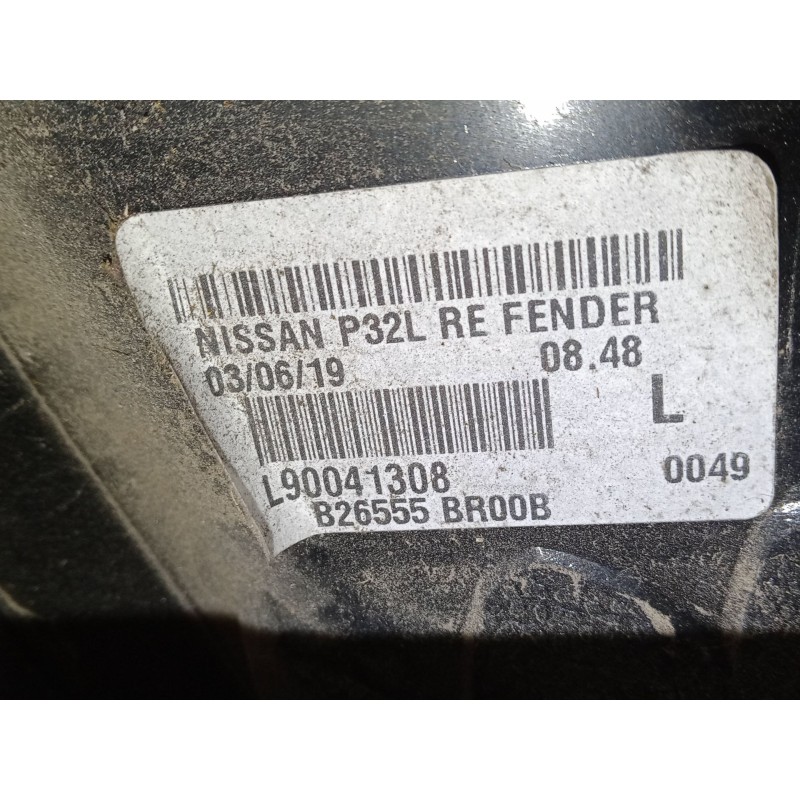 NISSAN P32L RE FENDER
03/06/19 08.48
L
L90041308 0049
B26555 BR00B